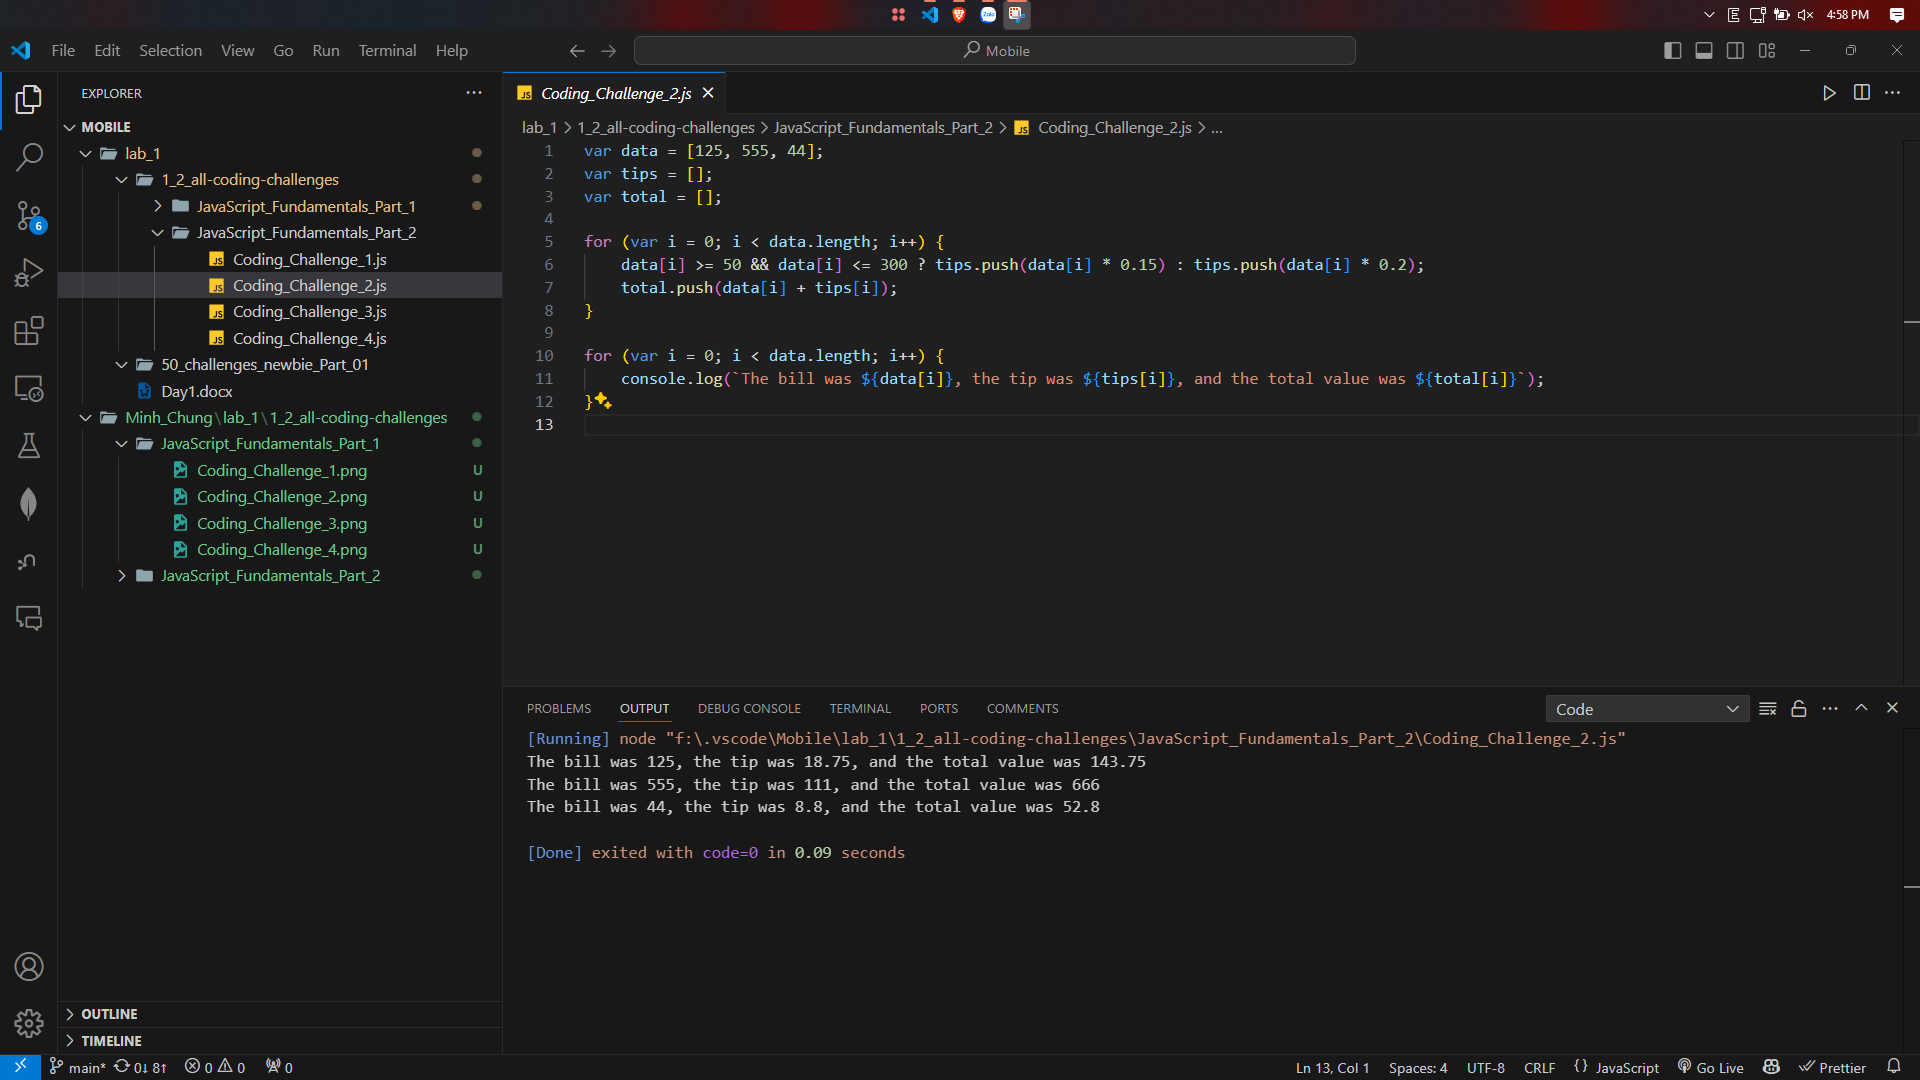 4:58 PM
File Edit Selection View Go Run Terminal Help
Mobile
EXPLORER
MOBILE
lab_1
1_2_all-coding-challenges
JavaScript_Fundamentals_Part_1
JavaScript_Fundamentals_Part_2
JS Coding_Challenge_1.js
JS Coding_Challenge_2.js
JS Coding_Challenge_3.js
JS Coding_Challenge_4.js
50_challenges_newbie_Part_01
Day1.docx
Minh_Chung\lab_1\1_2_all-coding-challenges
JavaScript_Fundamentals_Part_1
Coding_Challenge_1.png U
Coding_Challenge_2.png U
Coding_Challenge_3.png U
Coding_Challenge_4.png U
JavaScript_Fundamentals_Part_2
OUTLINE
TIMELINE
6
JS Coding_Challenge_2.js
lab_1 > 1_2_all-coding-challenges > JavaScript_Fundamentals_Part_2 > JS Coding_Challenge_2.js > ...
1 var data = [125, 555, 44];
2 var tips = [];
3 var total = [];
4
5 for (var i = 0; i < data.length; i++) {
6     data[i] >= 50 && data[i] <= 300 ? tips.push(data[i] * 0.15) : tips.push(data[i] * 0.2);
7     total.push(data[i] + tips[i]);
8 }
9
10 for (var i = 0; i < data.length; i++) {
11     console.log(`The bill was ${data[i]}, the tip was ${tips[i]}, and the total value was ${total[i]}`);
12 }
13
PROBLEMS OUTPUT DEBUG CONSOLE TERMINAL PORTS COMMENTS
Code
[Running] node "f:\.vscode\Mobile\lab_1\1_2_all-coding-challenges\JavaScript_Fundamentals_Part_2\Coding_Challenge_2.js"
The bill was 125, the tip was 18.75, and the total value was 143.75
The bill was 555, the tip was 111, and the total value was 666
The bill was 44, the tip was 8.8, and the total value was 52.8
[Done] exited with code=0 in 0.09 seconds
main* 0↓ 8↑ 0 0 0
Ln 13, Col 1 Spaces: 4 UTF-8 CRLF {} JavaScript Go Live Prettier